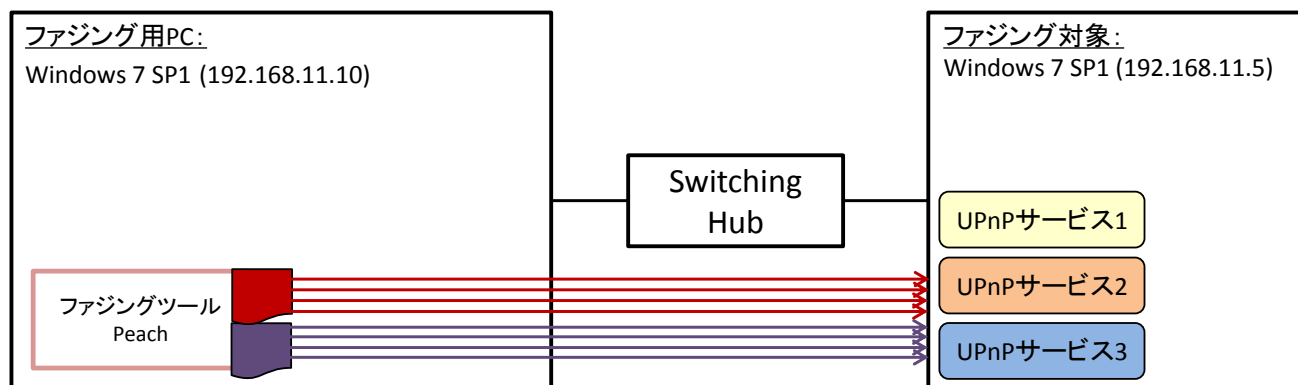 ファジング用PC:
Windows 7 SP1 (192.168.11.10)
ファジング対象:
Windows 7 SP1 (192.168.11.5)
Switching
Hub
UPnPサービス1
UPnPサービス2
UPnPサービス3
ファジングツール
Peach